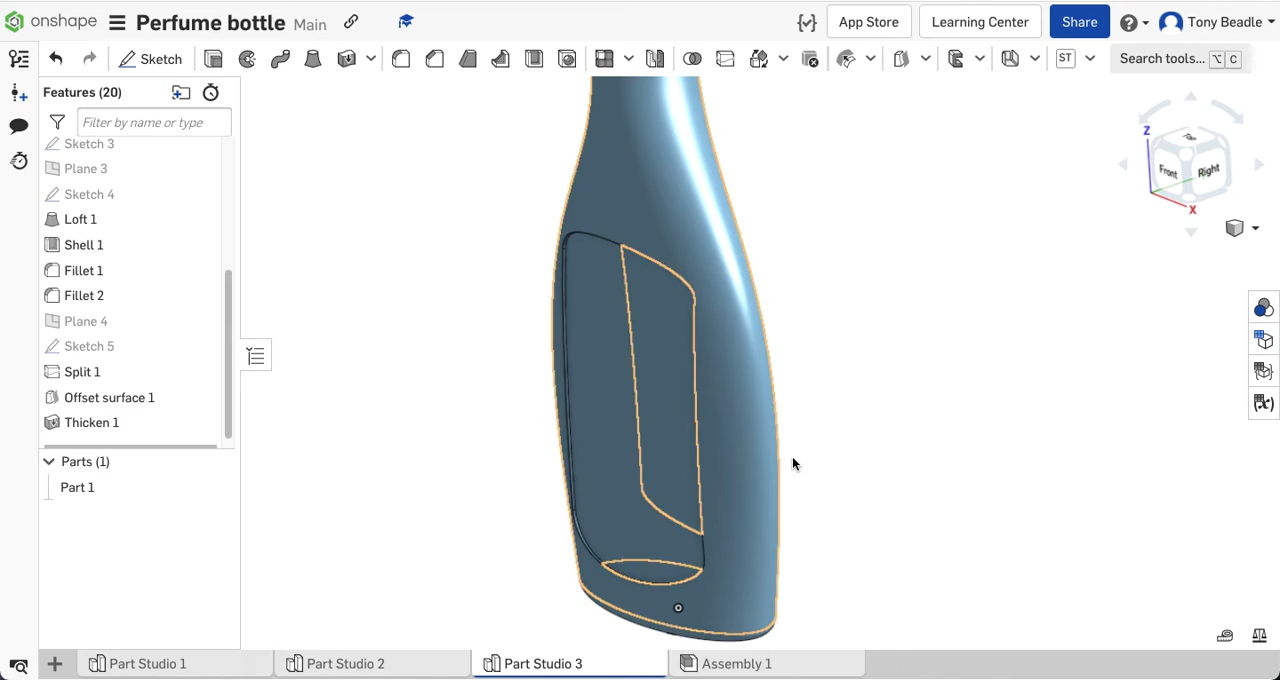 onshape Perfume bottle Main App Store Learning Center Share Tony Beadle
Sketch ST Search tools... ⌥ C
Features (20)
Filter by name or type
Sketch 3
Plane 3
Sketch 4
Loft 1
Shell 1
Fillet 1
Fillet 2
Plane 4
Sketch 5
Split 1
Offset surface 1
Thicken 1
Parts (1)
Part 1
Z
Top
Front
Right
X
Part Studio 1 Part Studio 2 Part Studio 3 Assembly 1